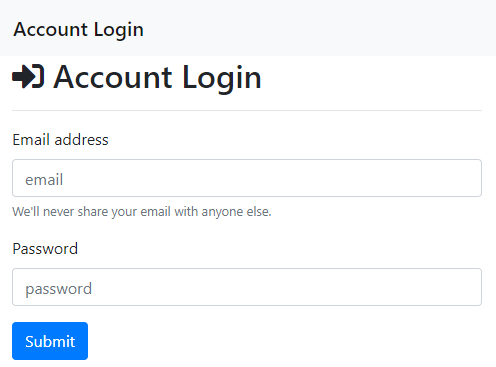 Account Login
Account Login
Email address
email
We'll never share your email with anyone else.
Password
password
Submit